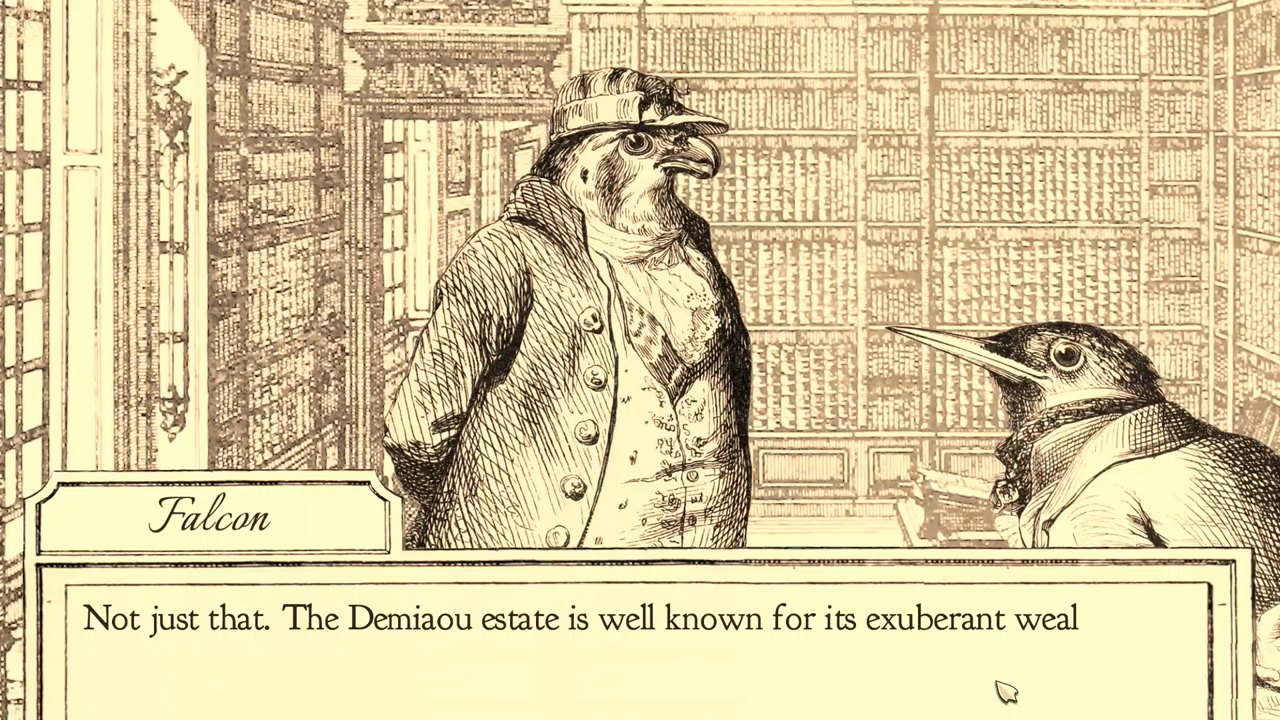 Falcon
Not just that. The Demiaou estate is well known for its exuberant weal